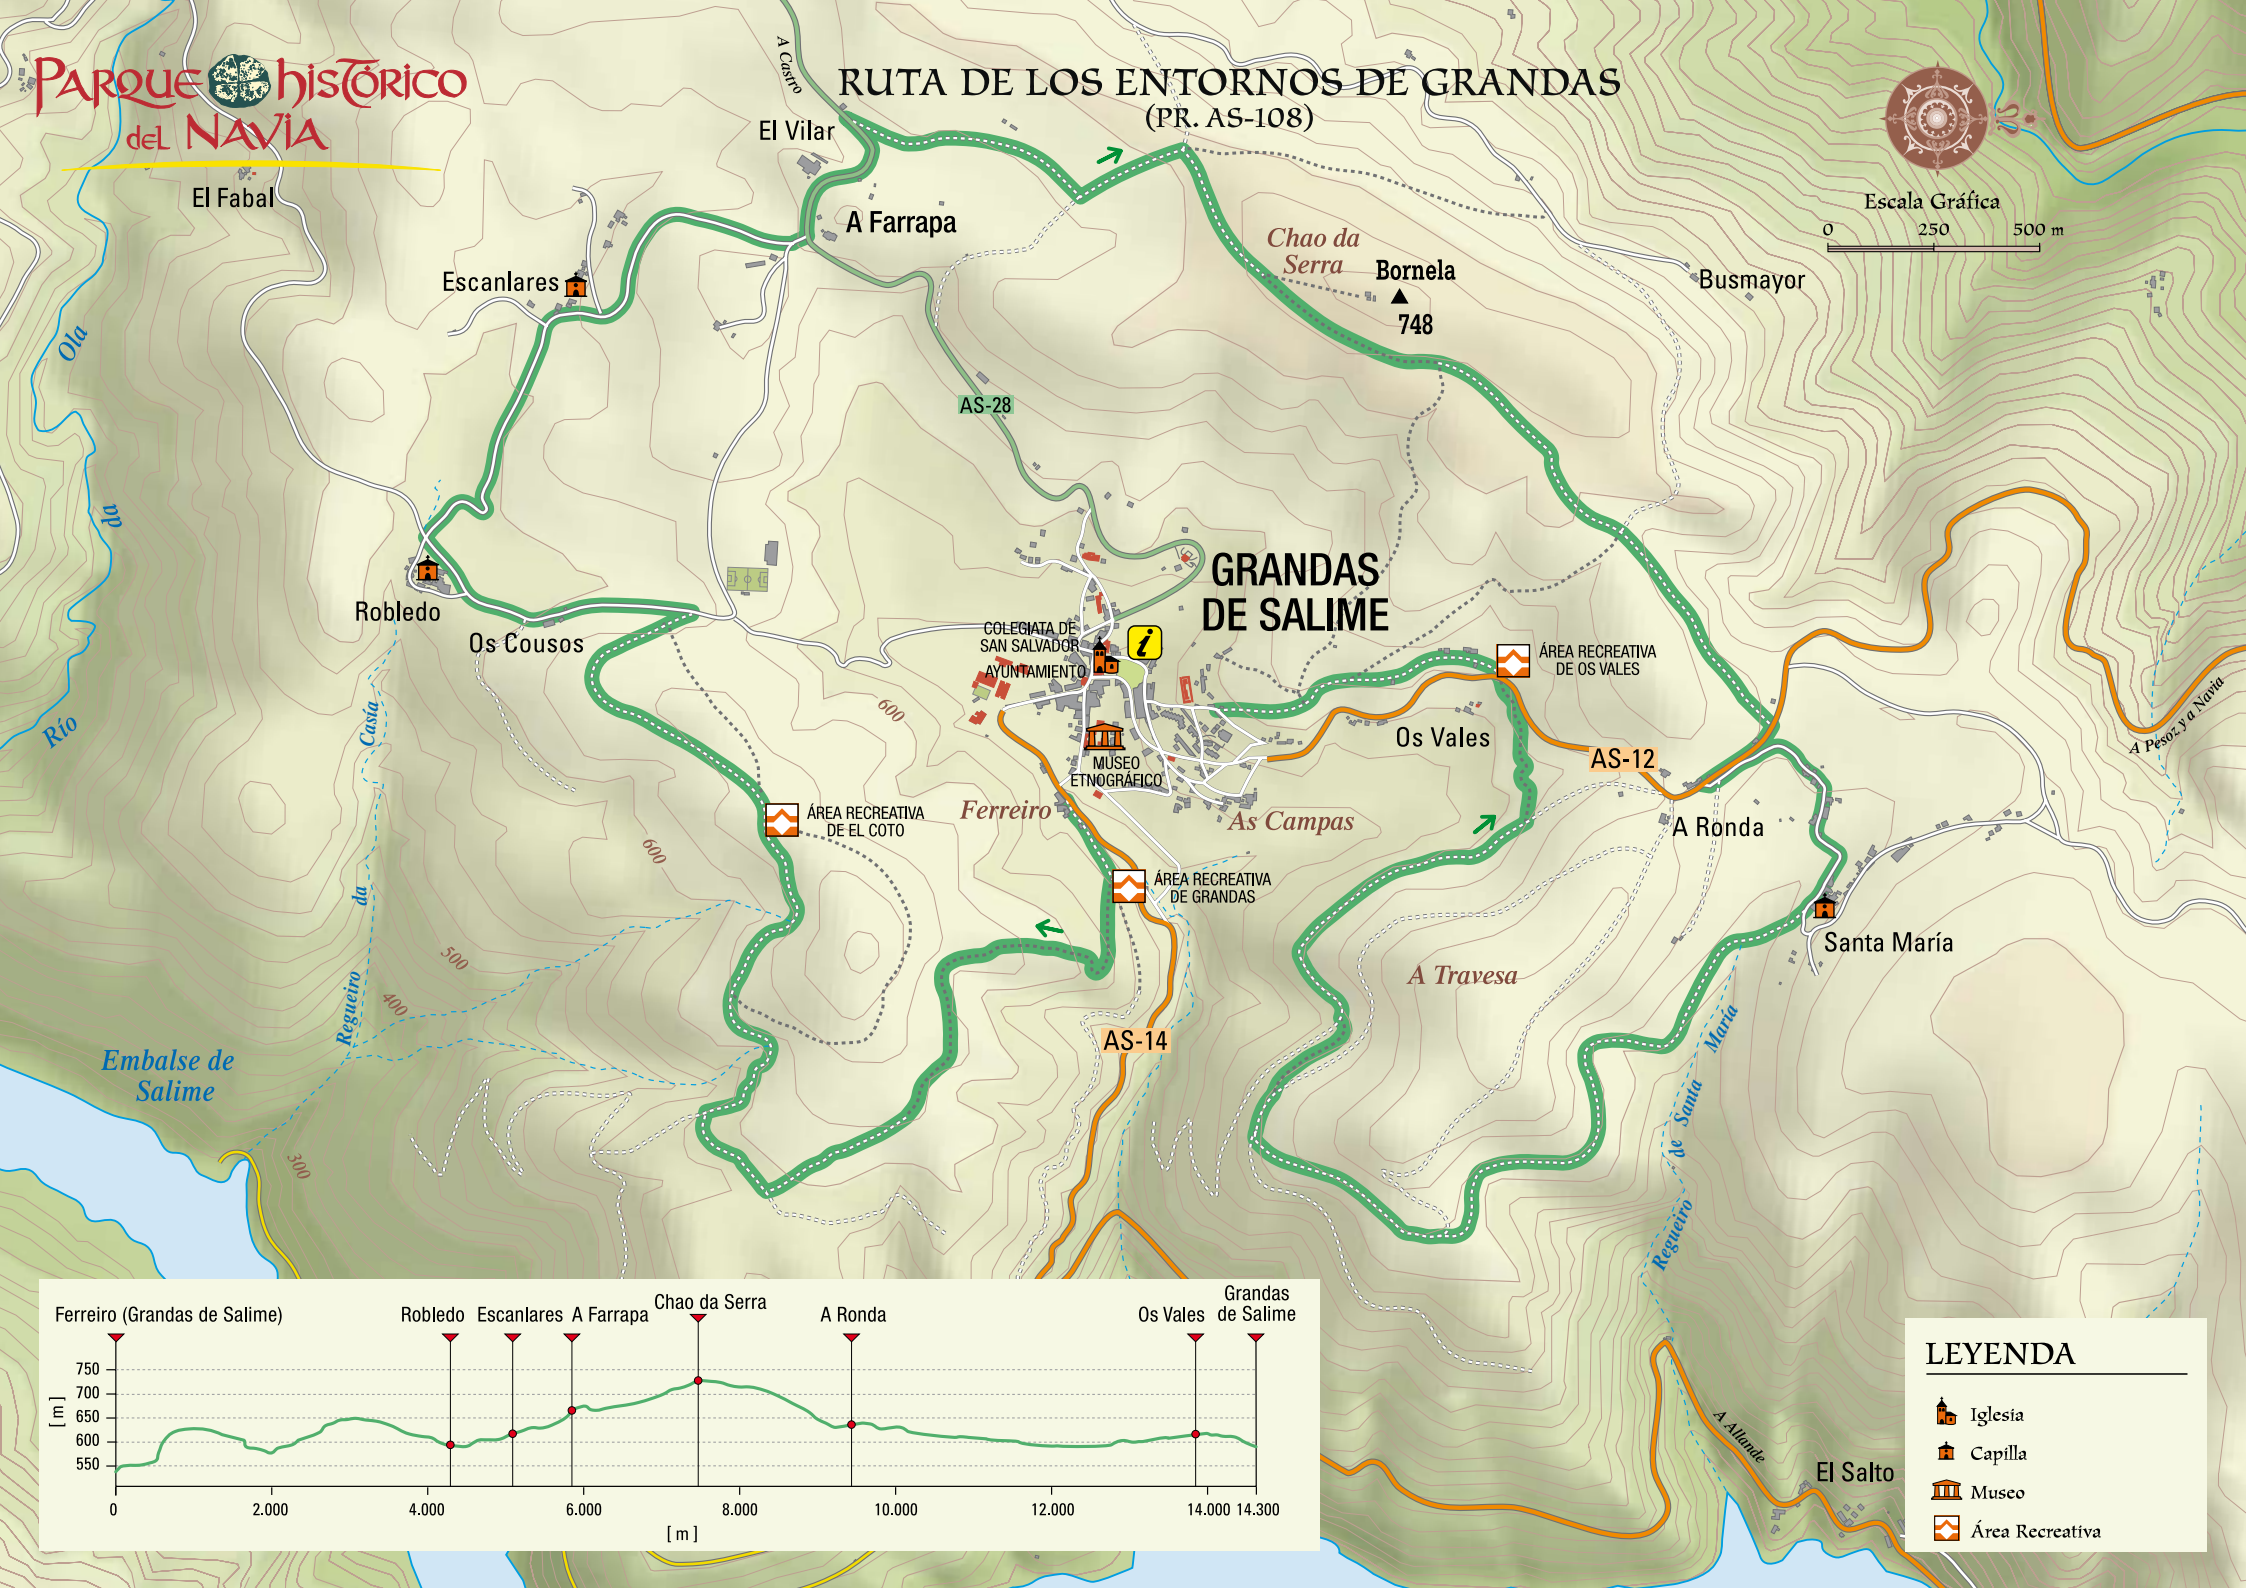 PARQUE hisTÓRICO
del NAVIA
RUTA DE LOS ENTORNOS DE GRANDAS
(PR. AS-108)
A Castro
El Vilar
El Fabal
A Farrapa
Escanlares
Escala Gráfica
0 250 500 m
Chao da
Serra
Bornela
748
Busmayor
Ola
da
Río
AS-28
GRANDAS
DE SALIME
Robledo
Os Cousos
COLEGIATA DE
SAN SALVADOR
AYUNTAMIENTO
i
MUSEO
ETNOGRÁFICO
ÁREA RECREATIVA
DE OS VALES
Os Vales
AS-12
A Pesoz y a Navia
Casía
da
Regueiro
600
600
500
400
300
ÁREA RECREATIVA
DE EL COTO
Ferreiro
As Campas
A Ronda
ÁREA RECREATIVA
DE GRANDAS
Santa María
A Travesa
AS-14
Embalse de
Salime
Regueiro de Santa María
A Allande
El Salto
Ferreiro (Grandas de Salime)
Robledo
Escanlares
A Farrapa
Chao da Serra
A Ronda
Os Vales
Grandas
de Salime
750
700
650
600
550
[ m ]
0 2.000 4.000 6.000 8.000 10.000 12.000 14.000 14.300
[ m ]
LEYENDA
Iglesia
Capilla
Museo
Área Recreativa